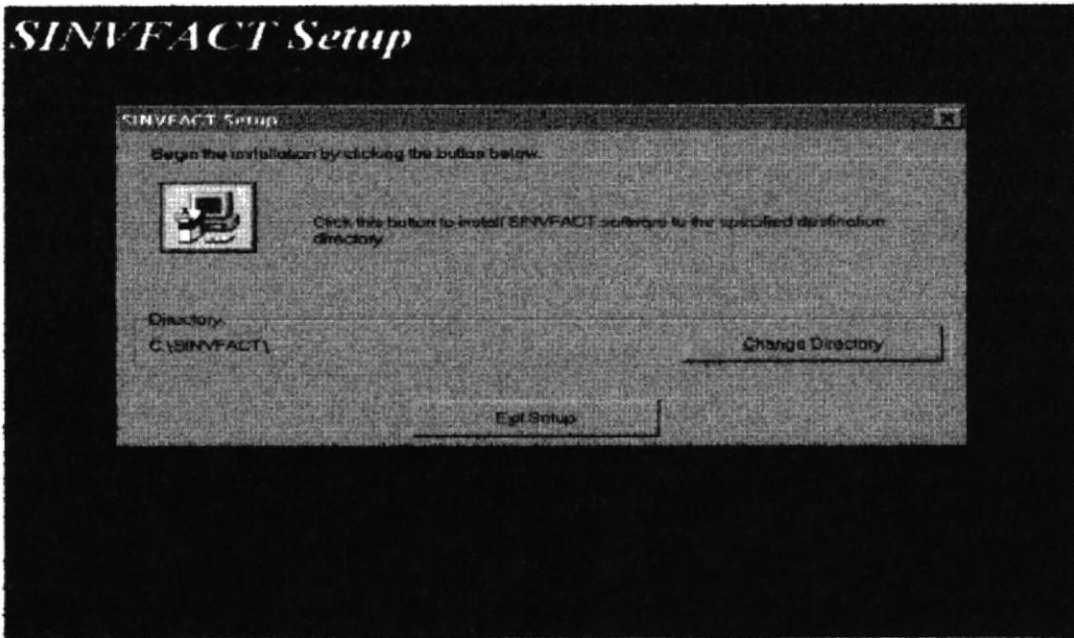 SINVFACT Setup
SINVFACT Setup
Begin the installation by clicking the button below.
Click this button to install SINVFACT software to the specified destination
directory
Directory:
C:\SINVFACT\
Change Directory
Exit Setup